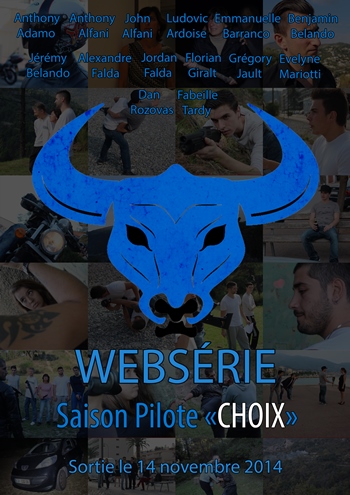 Anthony Anthony John Ludovic Emmanuelle Benjamin
Adamo Alfani Alfani Ardoisé Barranco Belando
Jérémy Alexandre Jordan Florian Grégory Evelyne
Belando Falda Falda Giralt Jault Mariotti
Dan Fabeille
Rozovas Tardy
WEBSÉRIE
Saison Pilote «CHOIX»
Sortie le 14 novembre 2014